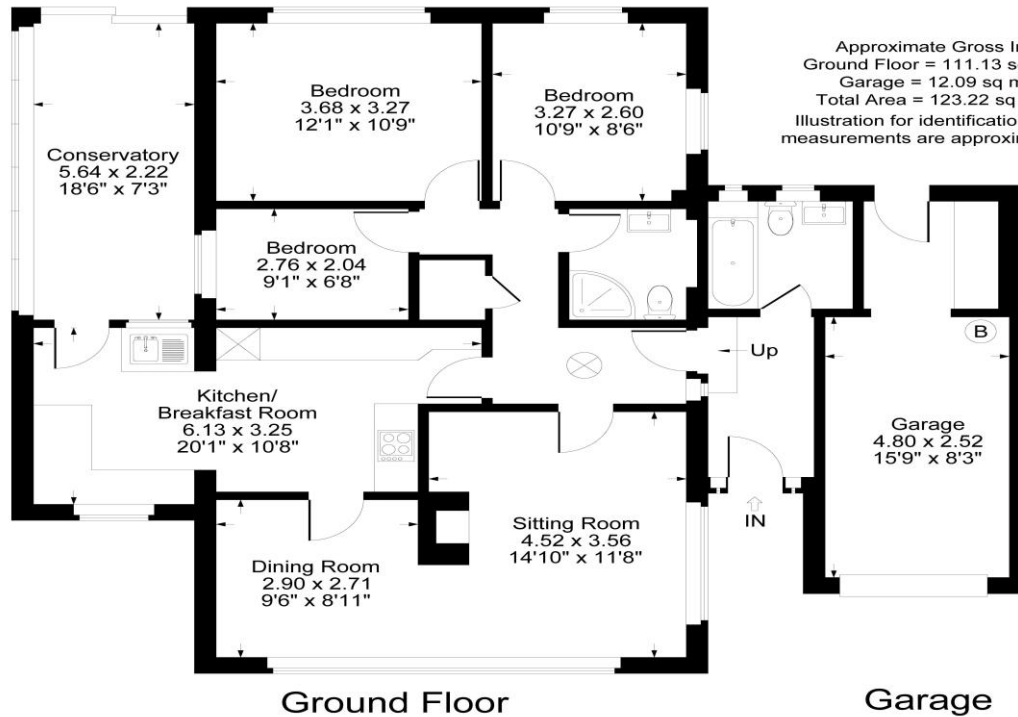 Approximate Gross
Ground Floor = 111.13
Garage = 12.09 sq m
Total Area = 123.22 sq
Illustration for identification
measurements are
Bedroom
3.68 x 3.27
12'1" x 10'9"
Bedroom
3.27 x 2.60
10'9" x 8'6"
Conservatory
5.64 x 2.22
18'6" x 7'3"
Bedroom
2.76 x 2.04
9'1" x 6'8"
Up
B
Kitchen/
Breakfast Room
6.13 x 3.25
20'1" x 10'8"
Garage
4.80 x 2.52
15'9" x 8'3"
IN
Sitting Room
4.52 x 3.56
14'10" x 11'8"
Dining Room
2.90 x 2.71
9'6" x 8'11"
Ground Floor
Garage